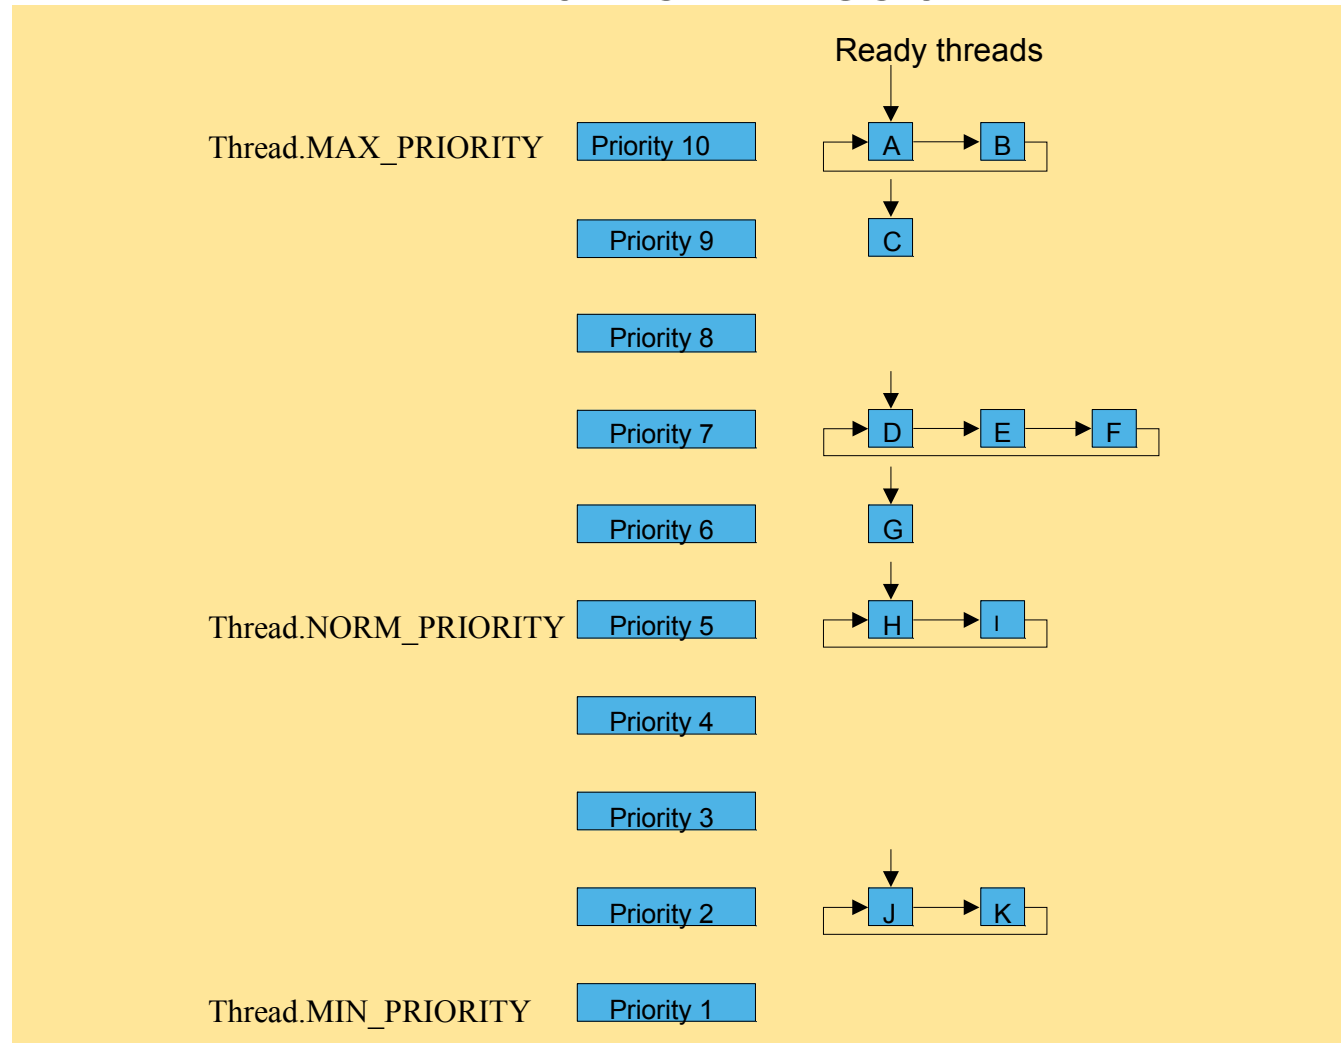 Ready threads
Thread.MAX_PRIORITY Priority 10 A B
Priority 9 C
Priority 8
Priority 7 D E F
Priority 6 G
Thread.NORM_PRIORITY Priority 5 H I
Priority 4
Priority 3
Priority 2 J K
Thread.MIN_PRIORITY Priority 1